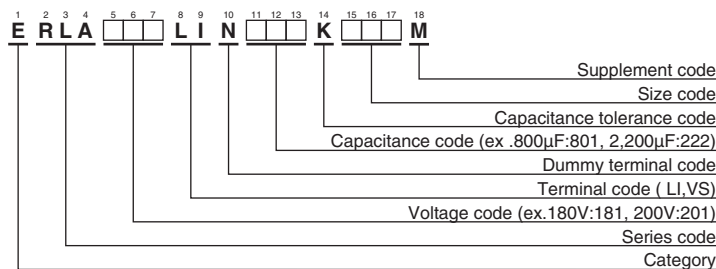 1 2 3 4 5 6 7 8 9 10 11 12 13 14 15 16 17 18
E R L A L I N K M
Supplement code
Size code
Capacitance tolerance code
Capacitance code (ex .800μF:801, 2,200μF:222)
Dummy terminal code
Terminal code ( LI,VS)
Voltage code (ex.180V:181, 200V:201)
Series code
Category